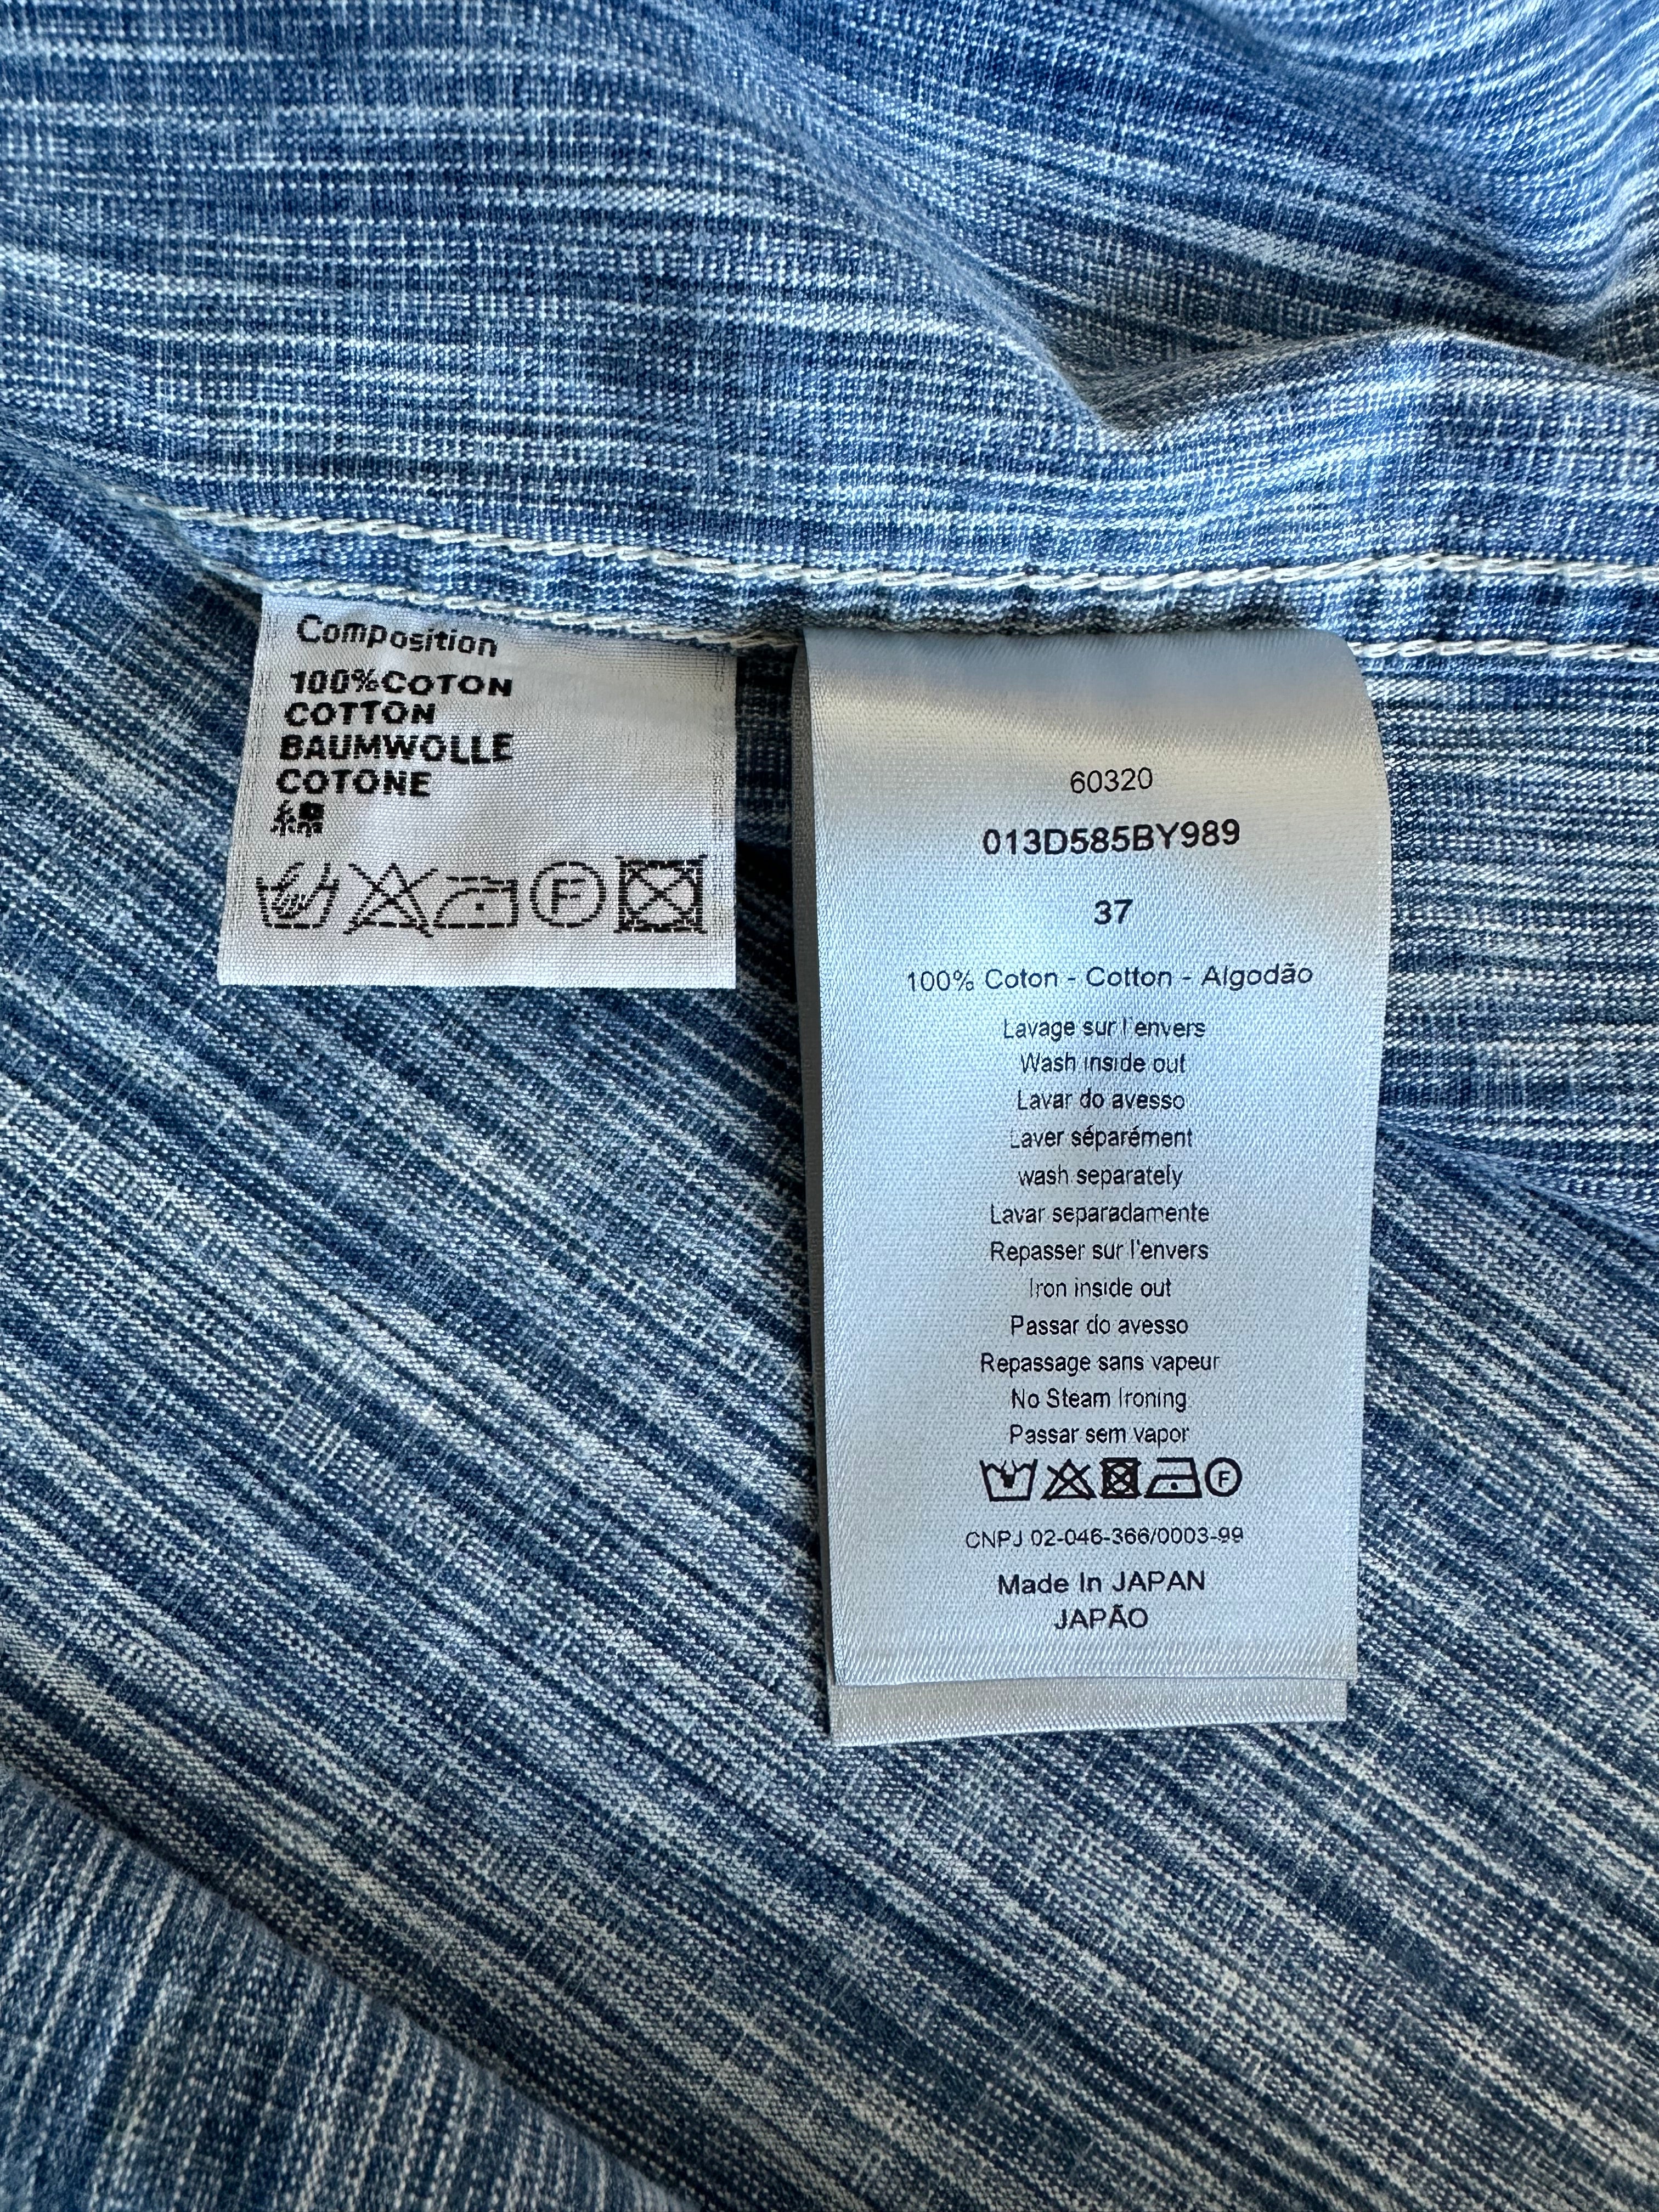 Composition
100%COTON
COTTON
BAUMWOLLE
COTONE
F
60320
013D585BY989
37
100% Coton - Cotton - Algodão
Lavage sur l'envers
Wash inside out
Lavar do avesso
Laver séparément
wash separately
Lavar separadamente
Repasser sur l'envers
Iron inside out
Passar do avesso
Repassage sans vapeur
No Steam Ironing
Passar sem vapor
F
CNPJ 02-046-366/0003-99
Made In JAPAN
JAPÃO